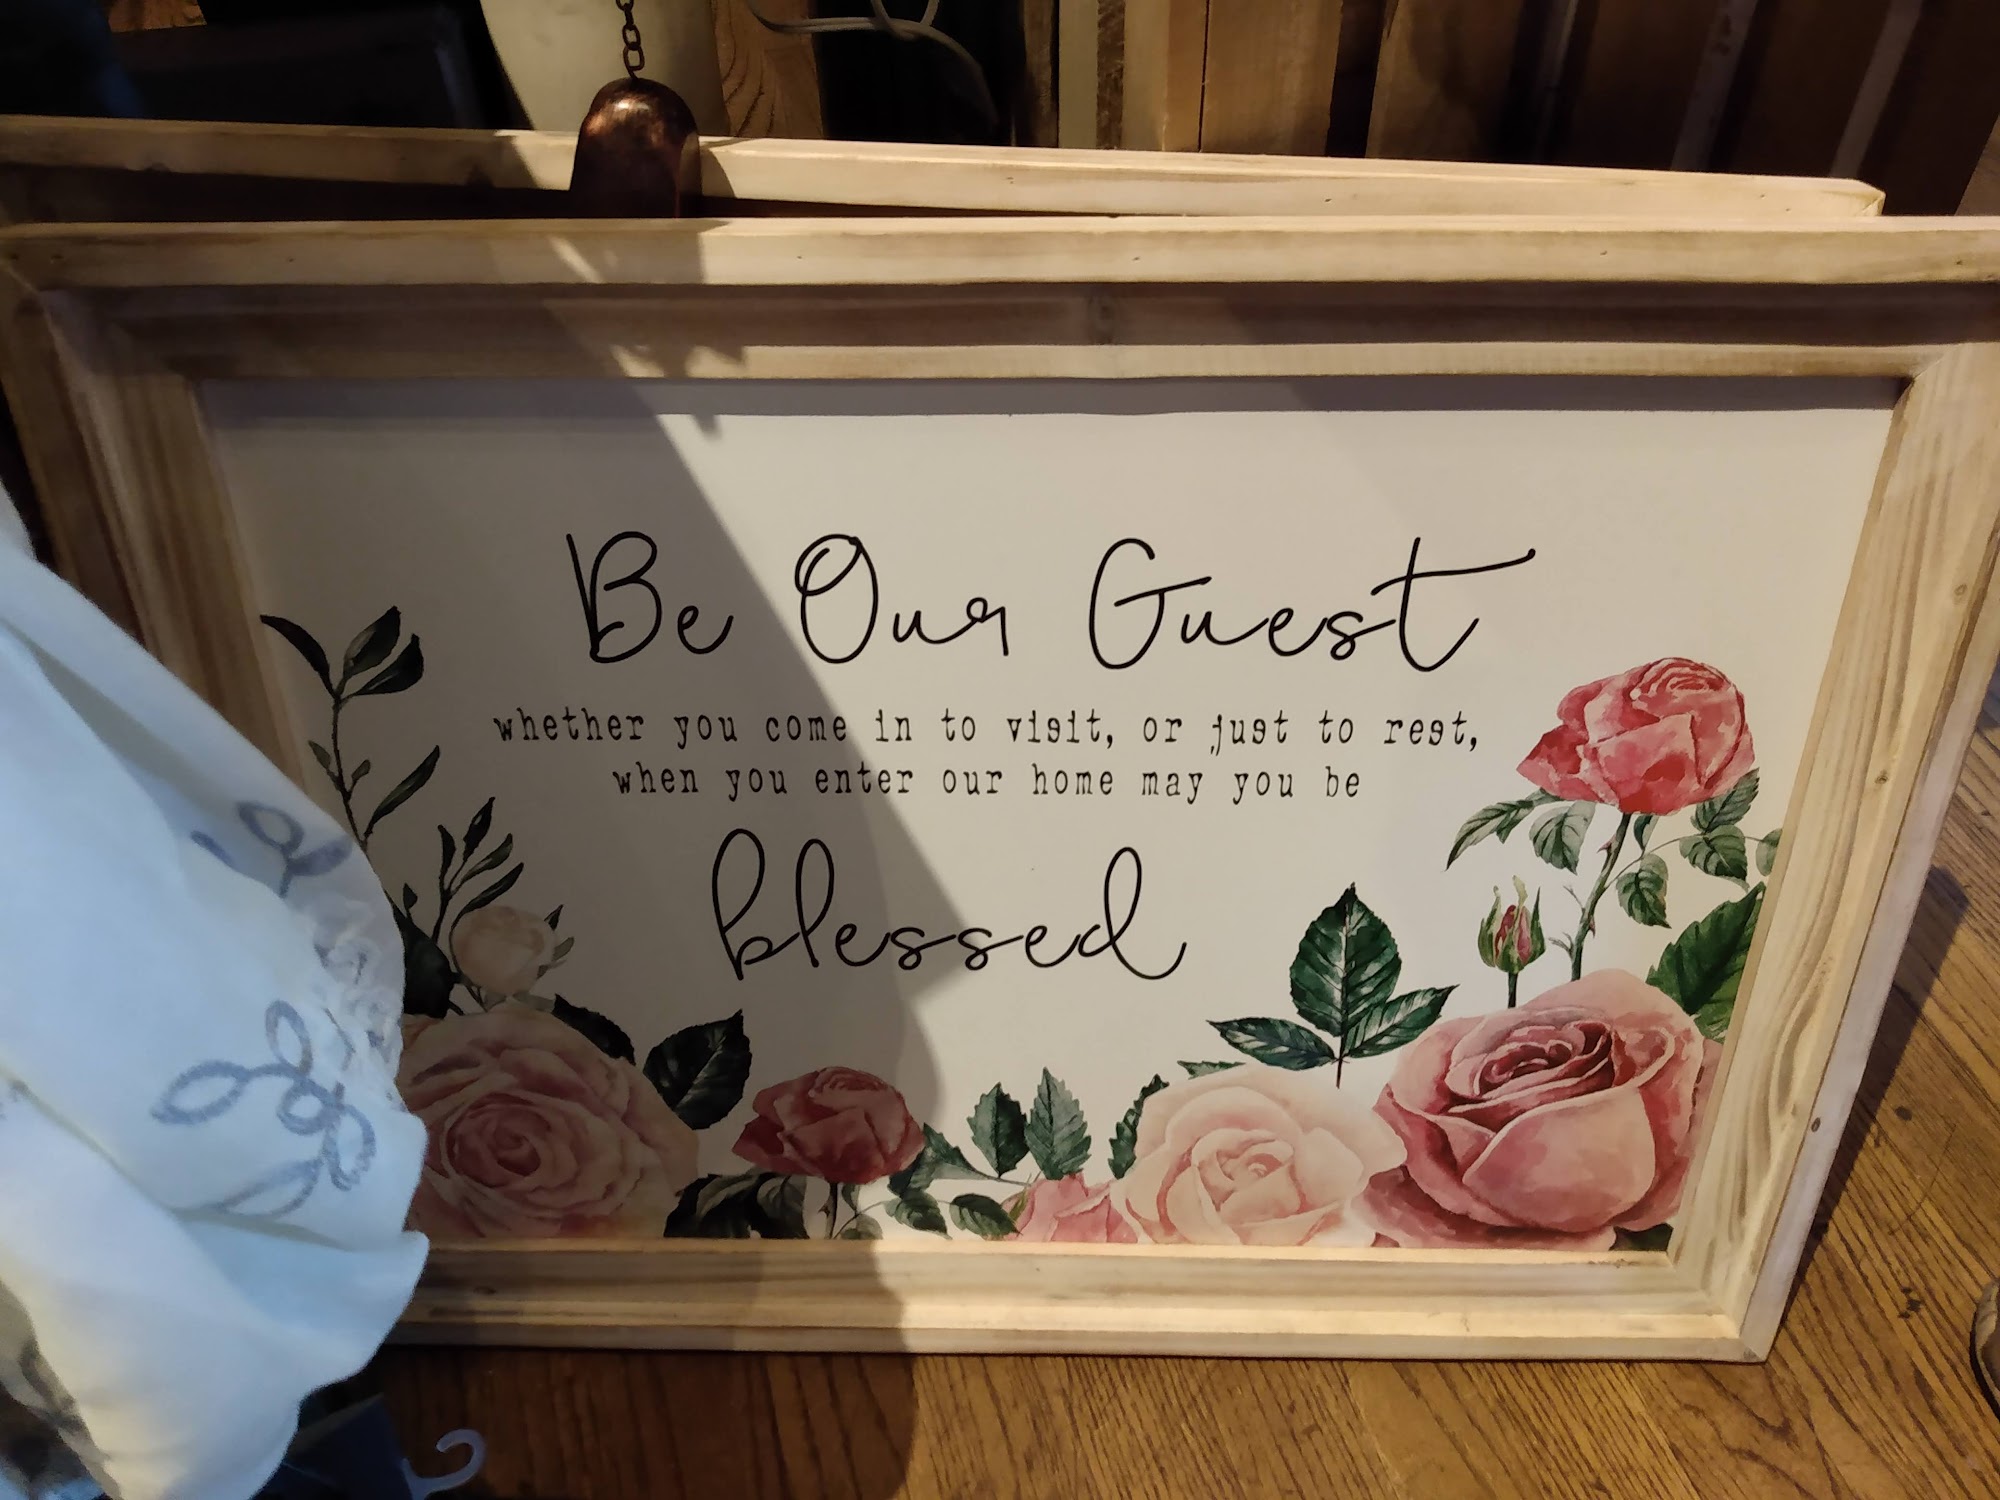 Be Our Guest
whether you come in to visit, or just to rest,
when you enter our home may you be
blessed